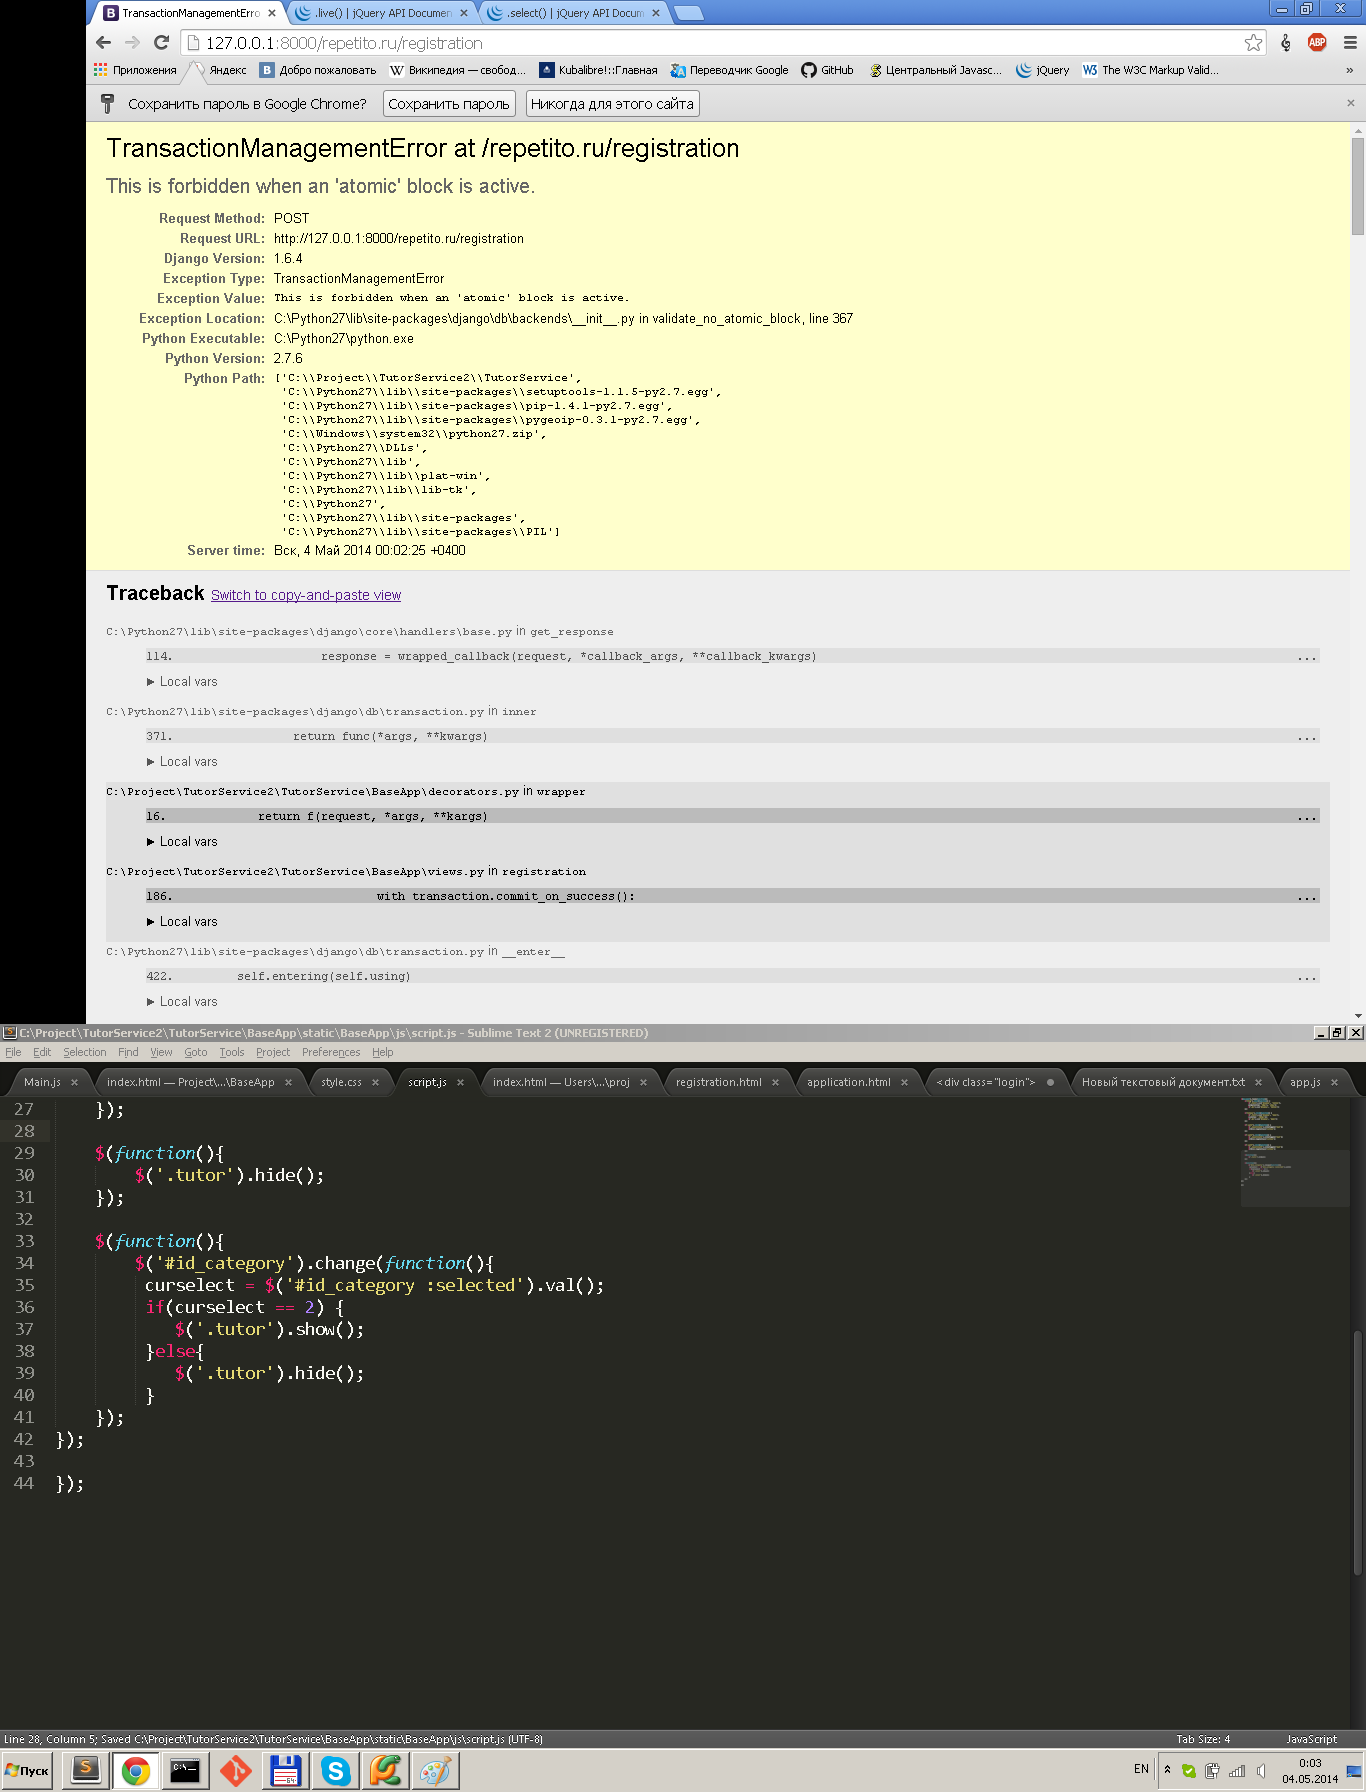 TransactionManagementErro
.live() | jQuery API Documen
.select() | jQuery API Docum
127.0.0.1:8000/repetito.ru/registration
Приложения Яндекс Добро пожаловать Википедия — свобод... Kubalibre!::Главная Переводчик Google GitHub Центральный Javasc... jQuery The W3C Markup Valid... »
Сохранить пароль в Google Chrome? Сохранить пароль Никогда для этого сайта
TransactionManagementError at /repetito.ru/registration
This is forbidden when an 'atomic' block is active.
Request Method: POST
Request URL: http://127.0.0.1:8000/repetito.ru/registration
Django Version: 1.6.4
Exception Type: TransactionManagementError
Exception Value: This is forbidden when an 'atomic' block is active.
Exception Location: C:\Python27\lib\site-packages\django\db\backends\__init__.py in validate_no_atomic_block, line 367
Python Executable: C:\Python27\python.exe
Python Version: 2.7.6
Python Path: ['C:\\Project\\TutorService2\\TutorService',
'C:\\Python27\\lib\\site-packages\\setuptools-1.1.5-py2.7.egg',
'C:\\Python27\\lib\\site-packages\\pip-1.4.1-py2.7.egg',
'C:\\Python27\\lib\\site-packages\\pygeoip-0.3.1-py2.7.egg',
'C:\\Windows\\system32\\python27.zip',
'C:\\Python27\\DLLs',
'C:\\Python27\\lib',
'C:\\Python27\\lib\\plat-win',
'C:\\Python27\\lib\\lib-tk',
'C:\\Python27',
'C:\\Python27\\lib\\site-packages',
'C:\\Python27\\lib\\site-packages\\PIL']
Server time: Вск, 4 Май 2014 00:02:25 +0400
Traceback Switch to copy-and-paste view
C:\Python27\lib\site-packages\django\core\handlers\base.py in get_response
114. response = wrapped_callback(request, *callback_args, **callback_kwargs) ...
▶ Local vars
C:\Python27\lib\site-packages\django\db\transaction.py in inner
371. return func(*args, **kwargs) ...
▶ Local vars
C:\Project\TutorService2\TutorService\BaseApp\decorators.py in wrapper
16. return f(request, *args, **kargs) ...
▶ Local vars
C:\Project\TutorService2\TutorService\BaseApp\views.py in registration
186. with transaction.commit_on_success(): ...
▶ Local vars
C:\Python27\lib\site-packages\django\db\transaction.py in __enter__
422. self.entering(self.using) ...
▶ Local vars
C:\Project\TutorService2\TutorService\BaseApp\static\BaseApp\js\script.js - Sublime Text 2 (UNREGISTERED)
File Edit Selection Find View Goto Tools Project Preferences Help
Main.js index.html — Project\...\BaseApp style.css script.js index.html — Users\...\proj registration.html application.html <div class="login"> Новый текстовый документ.txt app.js
27 });
28
29 $(function(){
30 $('.tutor').hide();
31 });
32
33 $(function(){
34 $('#id_category').change(function(){
35 curselect = $('#id_category :selected').val();
36 if(curselect == 2) {
37 $('.tutor').show();
38 }else{
39 $('.tutor').hide();
40 }
41 });
42 });
43
44 });
Line 28, Column 5; Saved C:\Project\TutorService2\TutorService\BaseApp\static\BaseApp\js\script.js (UTF-8) Tab Size: 4 JavaScript
Пуск EN 0:03
04.05.2014